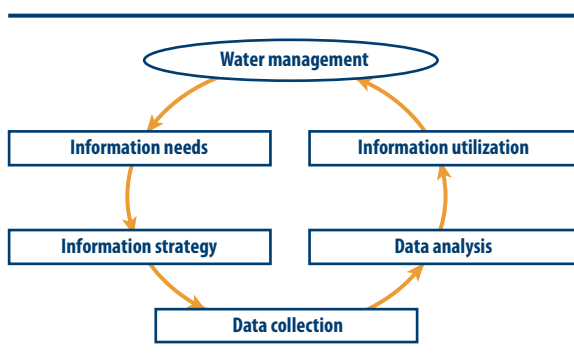 Water management
Information needs
Information utilization
Information strategy
Data analysis
Data collection